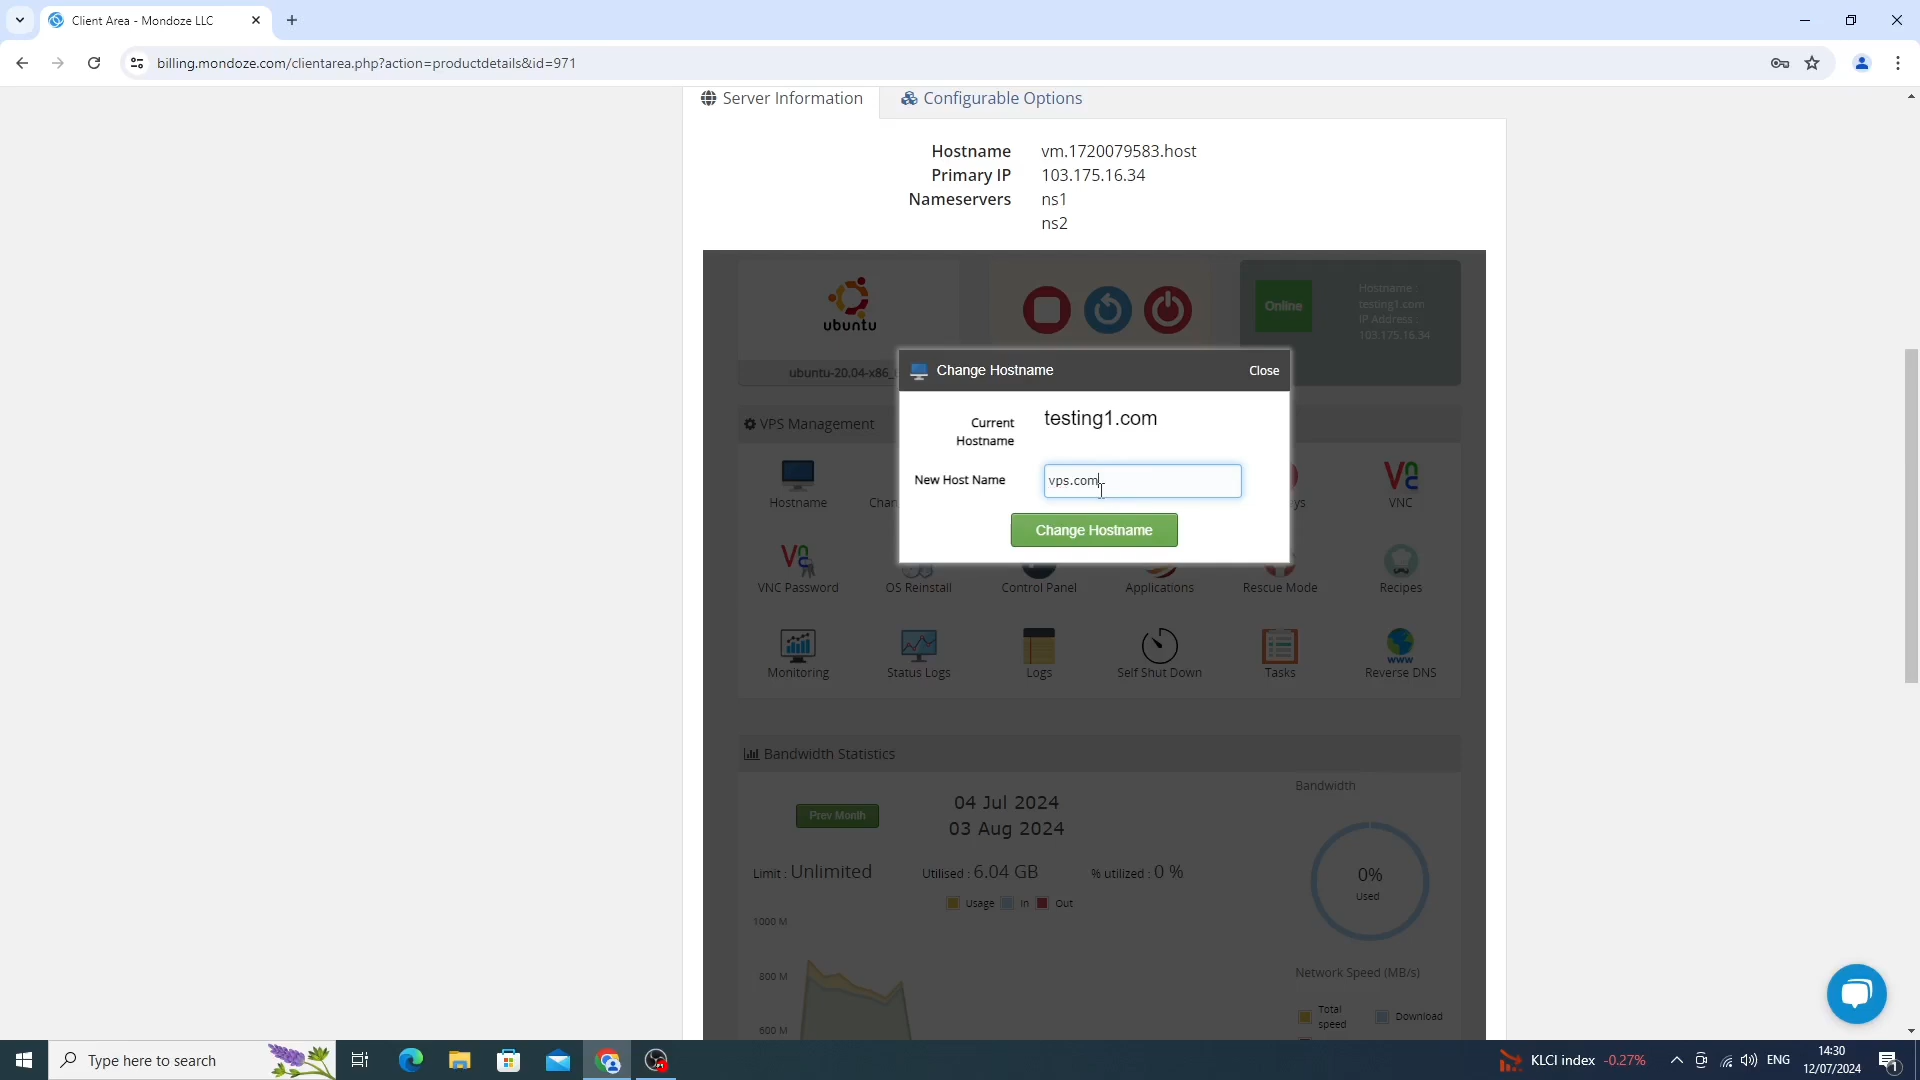 Client Area - Mondoze LLC
billing.mondoze.com/clientarea.php?action=productdetails&id=971
Server Information
Configurable Options
Hostname vm.1720079583.host
Primary IP 103.175.16.34
Nameservers ns1
ns2
ubuntu
ubuntu-20.04-x86_
Online
Hostname :
testing1.com
IP Address :
103.175.16.34
Change Hostname
Close
Current
Hostname
testing1.com
New Host Name
vps.com
Change Hostname
VPS Management
Hostname
VNC
VNC Password
OS Reinstall
Control Panel
Applications
Rescue Mode
Recipes
Monitoring
Status Logs
Logs
Self Shut Down
Tasks
WWW
Reverse DNS
Bandwidth Statistics
Prev Month
04 Jul 2024
03 Aug 2024
Limit : Unlimited
Utilised : 6.04 GB
% utilized : 0 %
Usage
In
Out
1000 M
800 M
600 M
Bandwidth
0%
Used
Network Speed (MB/s)
Total
speed
Download
Type here to search
KLCI index -0.27%
ENG
14:30
12/07/2024
1